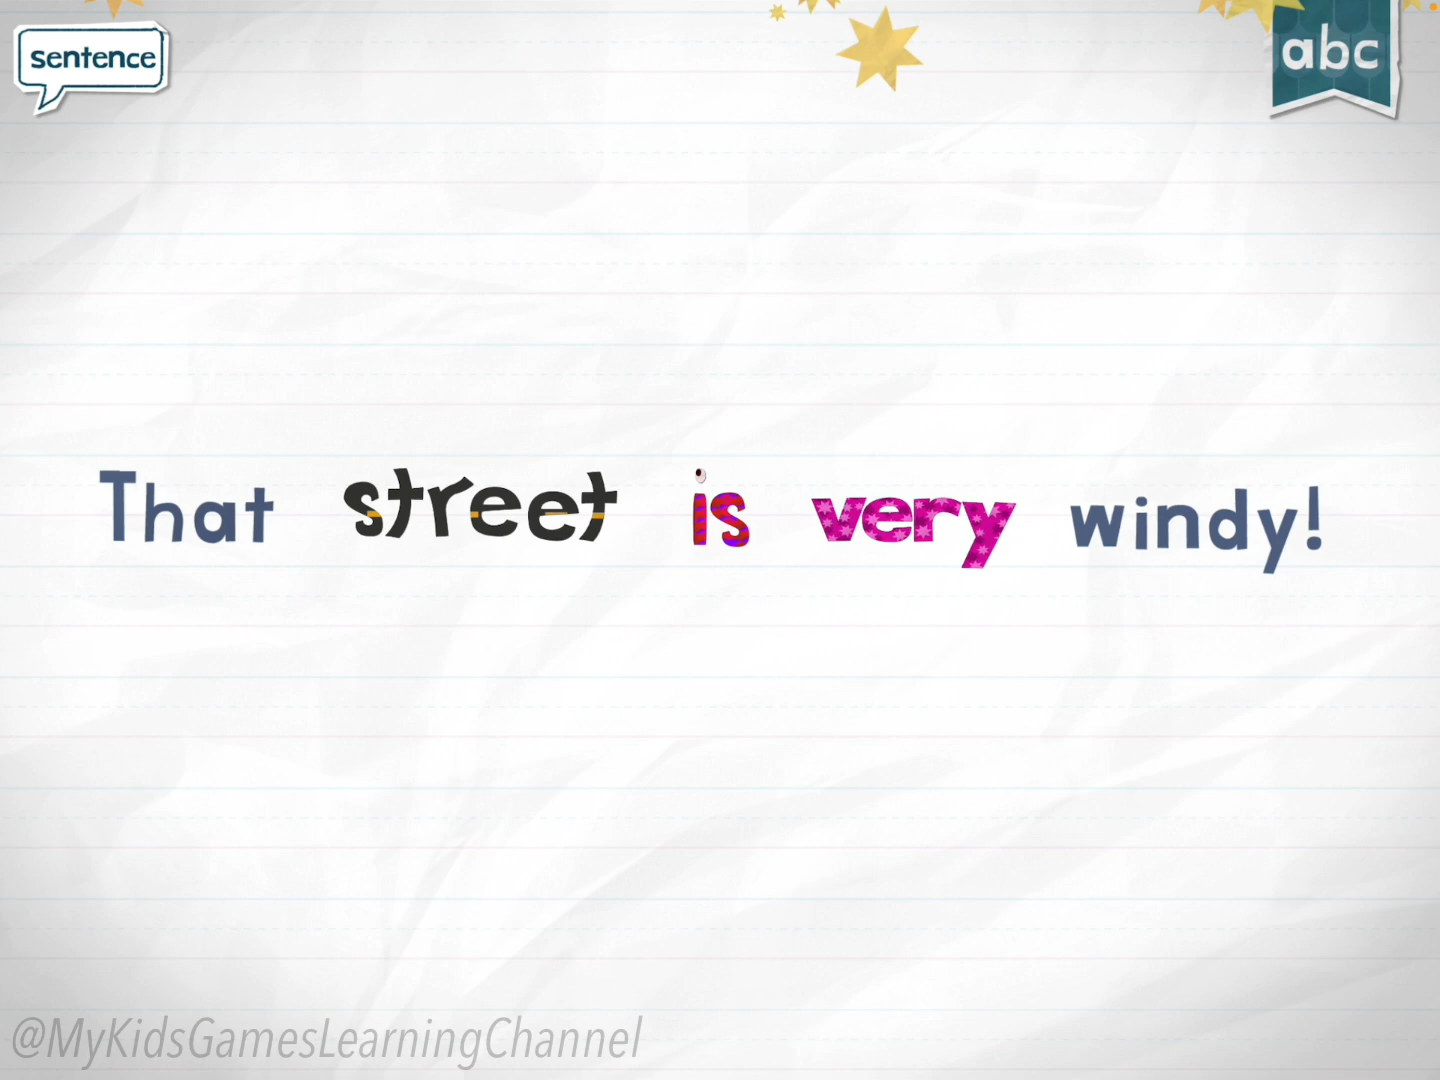 sentence
abc
That street is very windy!
@MyKidsGamesLearningChannel